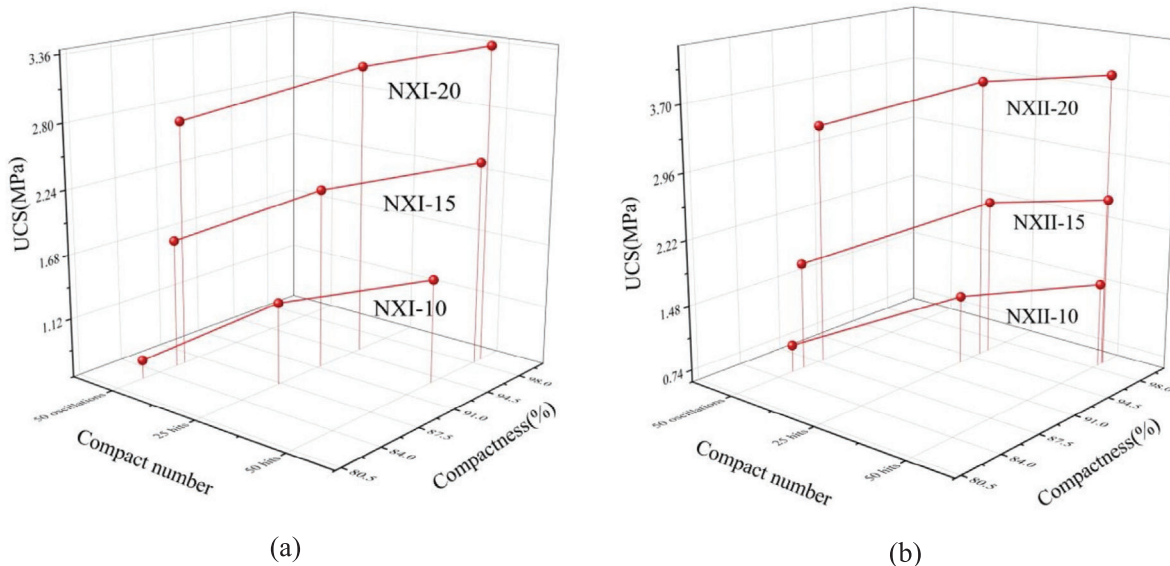 3.36
2.80
2.24
1.68
1.12
UCS(MPa)
NXI-20
NXI-15
NXI-10
50 oscillations
25 hits
50 hits
Compact number
80.5
84.0
87.5
91.0
94.5
98.0
Compactness(%)
(a)
3.70
2.96
2.22
1.48
0.74
UCS(MPa)
NXII-20
NXII-15
NXII-10
50 oscillations
25 hits
50 hits
Compact number
80.5
84.0
87.5
91.0
94.5
98.0
Compactness(%)
(b)